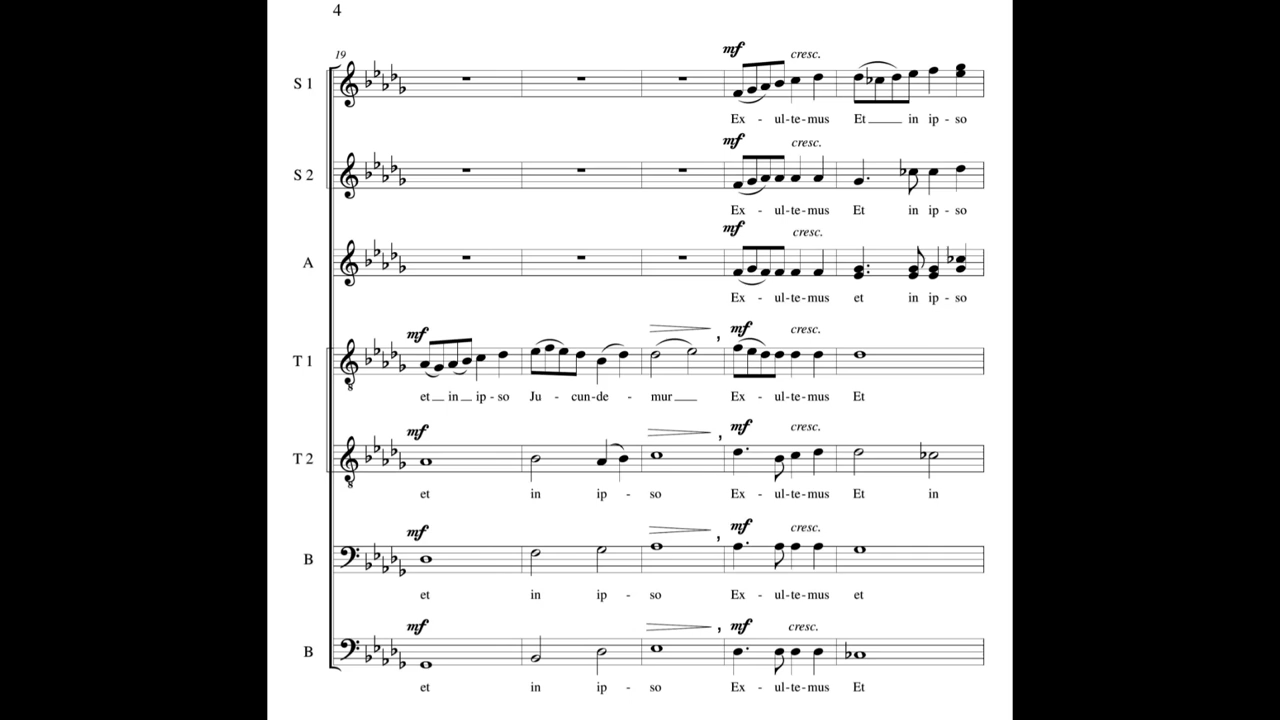 4
19
mf cresc.
S 1
Ex - ul-te-mus Et in ip - so
mf cresc.
S 2
Ex - ul-te-mus Et in ip - so
mf cresc.
A
Ex - ul-te-mus et in ip - so
mf , mf cresc.
T 1
et in ip - so Ju - cun-de - mur Ex - ul-te-mus Et
mf , mf cresc.
T 2
et in ip - so Ex - ul-te-mus Et in
mf , mf cresc.
B
et in ip - so Ex - ul-te-mus et
mf , mf cresc.
B
et in ip - so Ex - ul-te-mus Et